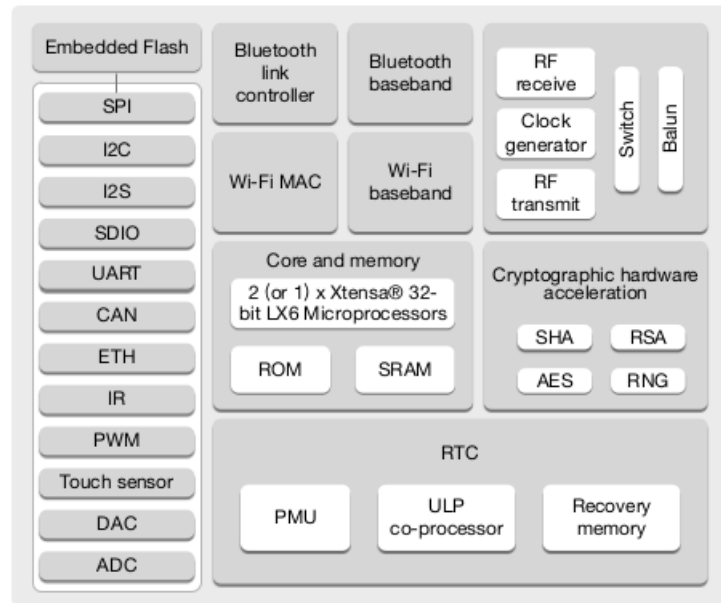 Embedded Flash
SPI
I2C
I2S
SDIO
UART
CAN
ETH
IR
PWM
Touch sensor
DAC
ADC
Bluetooth
link
controller
Bluetooth
baseband
Wi-Fi MAC
Wi-Fi
baseband
RF
receive
Clock
generator
RF
transmit
Switch
Balun
Core and memory
2 (or 1) x Xtensa® 32-
bit LX6 Microprocessors
ROM
SRAM
Cryptographic hardware
acceleration
SHA
RSA
AES
RNG
RTC
PMU
ULP
co-processor
Recovery
memory